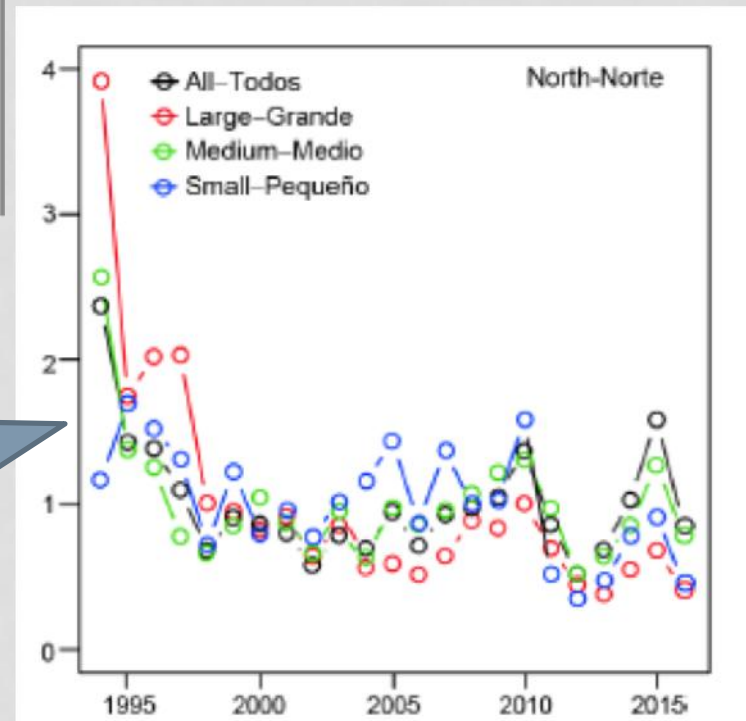 4
3
2
1
0
All–Todos
Large–Grande
Medium–Medio
Small–Pequeño
North-Norte
1995 2000 2005 2010 2015